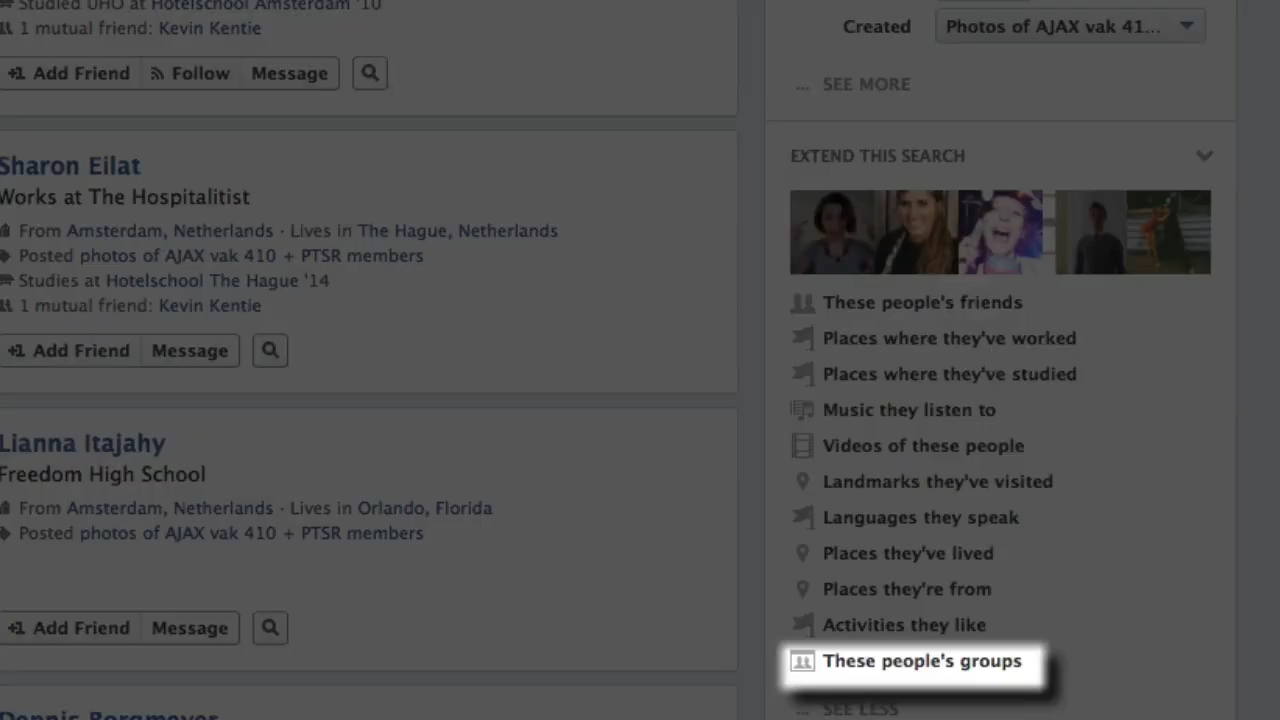 Studied UHO at Hotelschool Amsterdam '10
1 mutual friend: Kevin Kentie
+1 Add Friend Follow Message
Sharon Eilat
Works at The Hospitalitist
From Amsterdam, Netherlands · Lives in The Hague, Netherlands
Posted photos of AJAX vak 410 + PTSR members
Studies at Hotelschool The Hague '14
1 mutual friend: Kevin Kentie
+1 Add Friend Message
Lianna Itajahy
Freedom High School
From Amsterdam, Netherlands · Lives in Orlando, Florida
Posted photos of AJAX vak 410 + PTSR members
+1 Add Friend Message
Dennis Borgmeyer
Created Photos of AJAX vak 41...
... SEE MORE
EXTEND THIS SEARCH
These people's friends
Places where they've worked
Places where they've studied
Music they listen to
Videos of these people
Landmarks they've visited
Languages they speak
Places they've lived
Places they're from
Activities they like
These people's groups
... SEE LESS